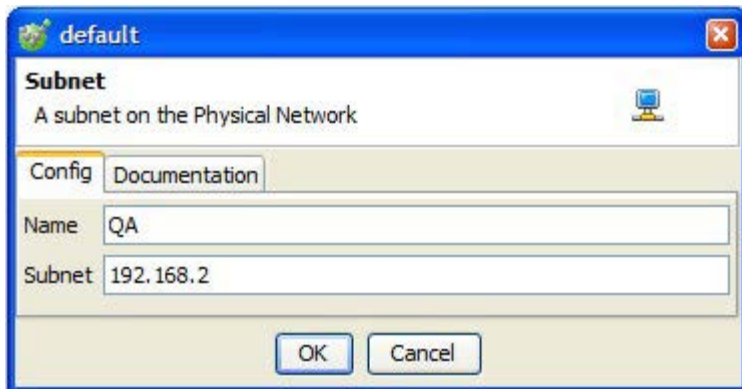 default
Subnet
A subnet on the Physical Network
Config Documentation
Name QA
Subnet 192.168.2
OK Cancel